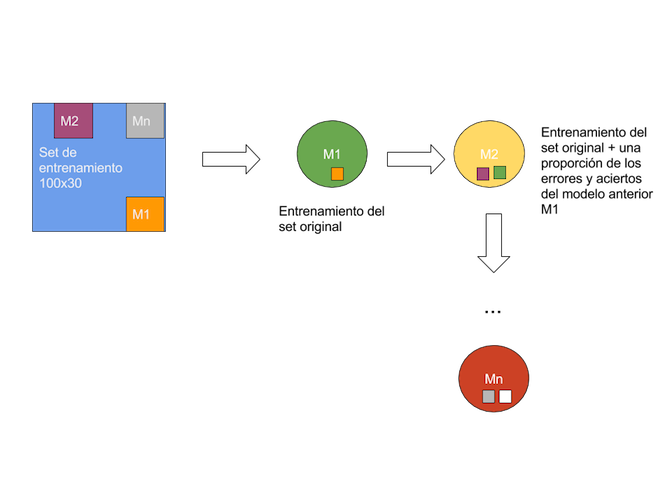 M2
Mn
Set de
entrenamiento
100x30
M1
M1
Entrenamiento del
set original
M2
Entrenamiento del
set original + una
proporción de los
errores y aciertos
del modelo anterior
M1
...
Mn